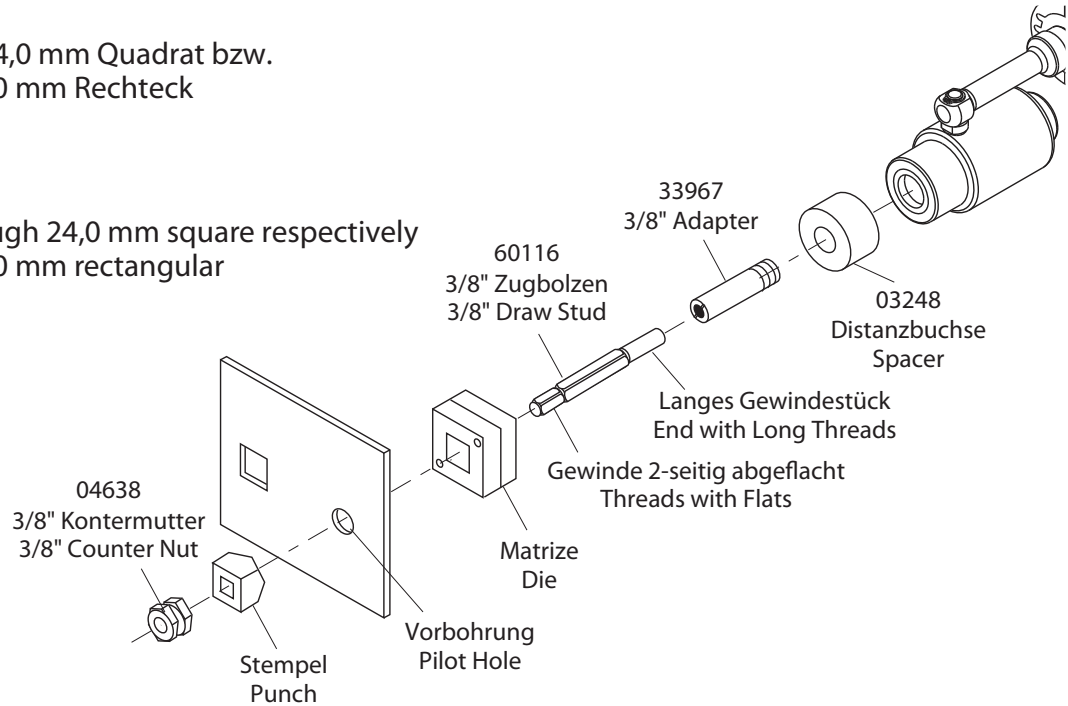 4,0 mm Quadrat bzw.
0 mm Rechteck
ugh 24,0 mm square respectively
0 mm rectangular
33967
3/8" Adapter
60116
3/8" Zugbolzen
3/8" Draw Stud
03248
Distanzbuchse
Spacer
Langes Gewindestück
End with Long Threads
Gewinde 2-seitig abgeflacht
Threads with Flats
04638
3/8" Kontermutter
3/8" Counter Nut
Matrize
Die
Vorbohrung
Pilot Hole
Stempel
Punch